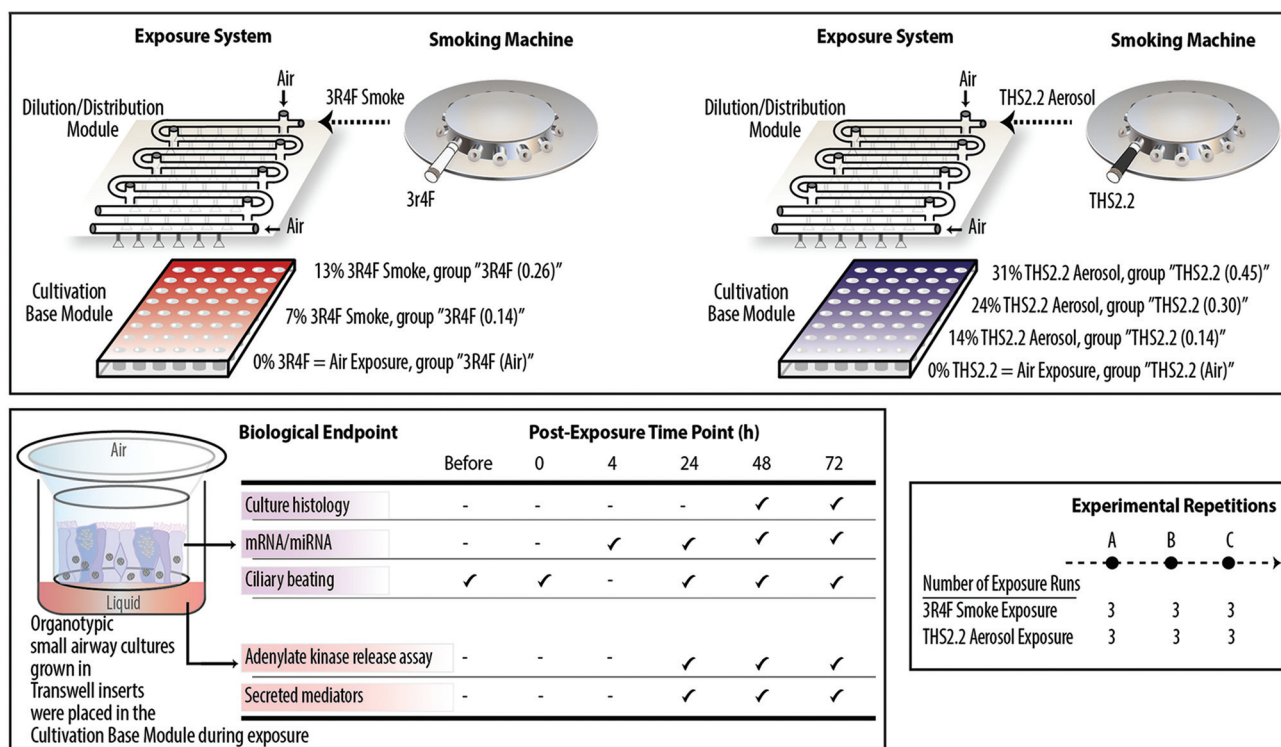 Exposure System
Smoking Machine
Air
3R4F Smoke
Dilution/Distribution
Module
3r4F
Air
13% 3R4F Smoke, group "3R4F (0.26)"
Cultivation
Base Module
7% 3R4F Smoke, group "3R4F (0.14)"
0% 3R4F = Air Exposure, group "3R4F (Air)"
Exposure System
Smoking Machine
Air
THS2.2 Aerosol
Dilution/Distribution
Module
THS2.2
Air
31% THS2.2 Aerosol, group "THS2.2 (0.45)"
Cultivation
Base Module
24% THS2.2 Aerosol, group "THS2.2 (0.30)"
14% THS2.2 Aerosol, group "THS2.2 (0.14)"
0% THS2.2 = Air Exposure, group "THS2.2 (Air)"
Air
Liquid
Organotypic
small airway cultures
grown in
Transwell inserts
were placed in the
Cultivation Base Module during exposure
Biological Endpoint Post-Exposure Time Point (h)
Before 0 4 24 48 72
Culture histology - - - - ✓ ✓
mRNA/miRNA - - ✓ ✓ ✓ ✓
Ciliary beating ✓ ✓ - ✓ ✓ ✓
Adenylate kinase release assay - - - ✓ ✓ ✓
Secreted mediators - - - ✓ ✓ ✓
Experimental Repetitions
A B C
Number of Exposure Runs
3R4F Smoke Exposure 3 3 3
THS2.2 Aerosol Exposure 3 3 3